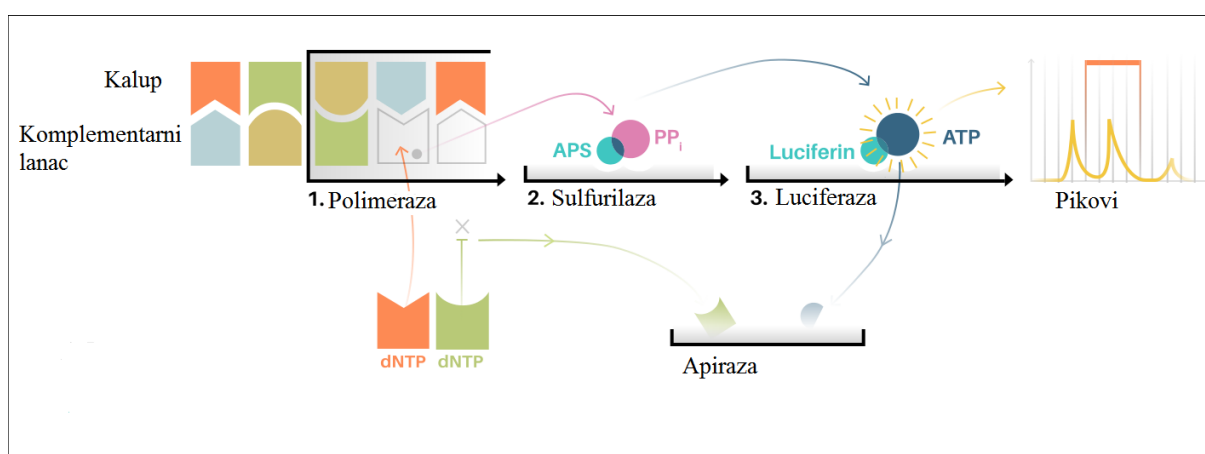 Kalup
Komplementarni
lanac
1. Polimeraza
APS
PPi
2. Sulfurilaza
Luciferin
ATP
3. Luciferaza
Pikovi
dNTP
dNTP
Apiraza